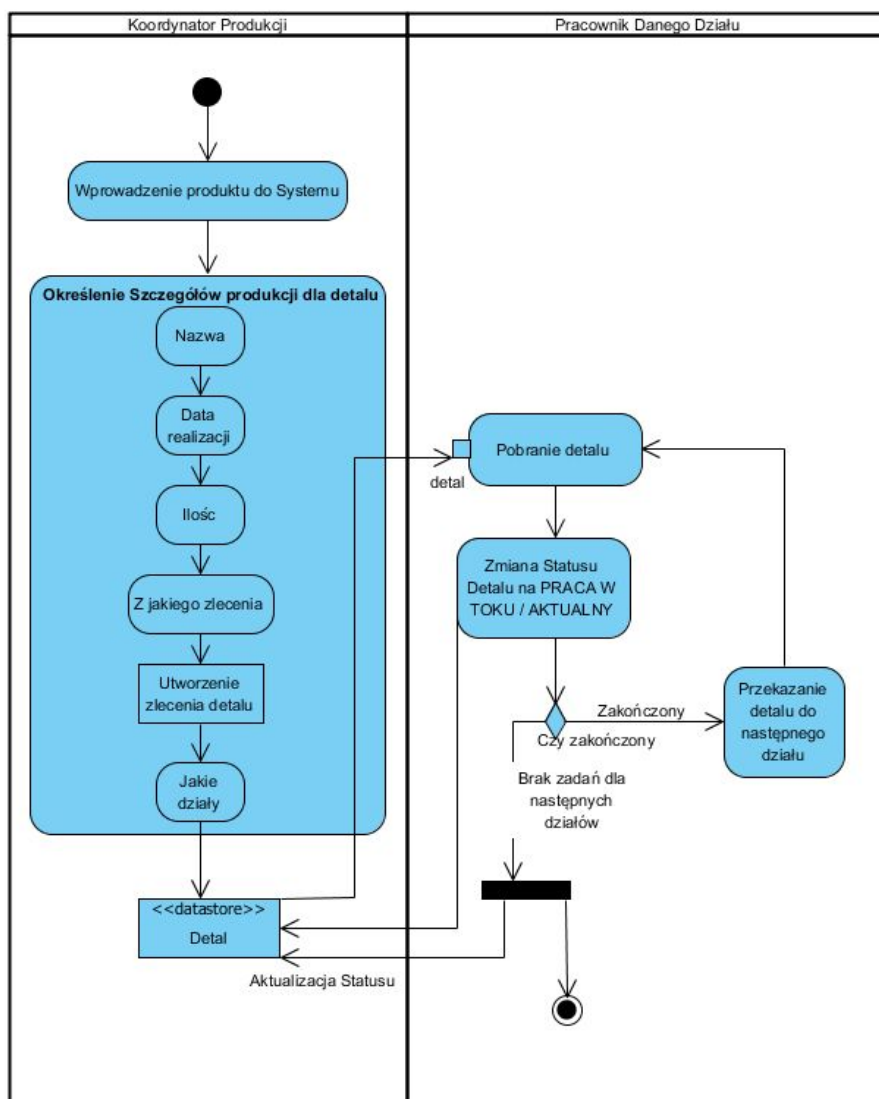 Koordynator Produkcji
Pracownik Danego Działu
Wprowadzenie produktu do Systemu
Określenie Szczegółów produkcji dla detalu
Nazwa
Data
realizacji
Ilośc
Z jakiego zlecenia
Utworzenie
zlecenia detalu
Jakie
działy
<<datastore>>
Detal
Aktualizacja Statusu
Pobranie detalu
detal
Zmiana Statusu
Detalu na PRACA W
TOKU / AKTUALNY
Zakończony
Czy zakończony
Przekazanie
detalu do
następnego
działu
Brak zadań dla
następnych
działów